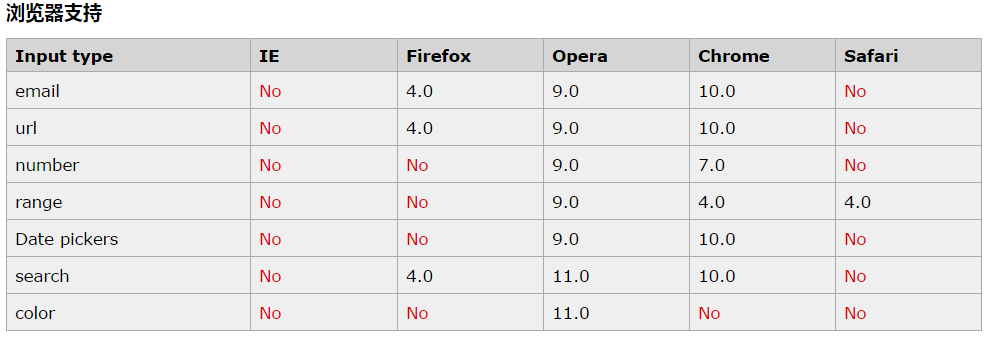 浏览器支持
Input type IE Firefox Opera Chrome Safari
email No 4.0 9.0 10.0 No
url No 4.0 9.0 10.0 No
number No No 9.0 7.0 No
range No No 9.0 4.0 4.0
Date pickers No No 9.0 10.0 No
search No 4.0 11.0 10.0 No
color No No 11.0 No No